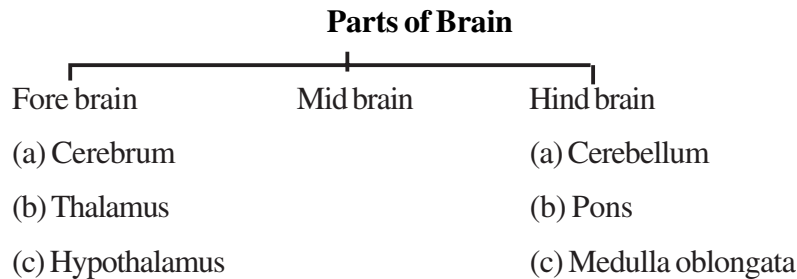 Parts of Brain
Fore brain Mid brain Hind brain
(a) Cerebrum (a) Cerebellum
(b) Thalamus (b) Pons
(c) Hypothalamus (c) Medulla oblongata